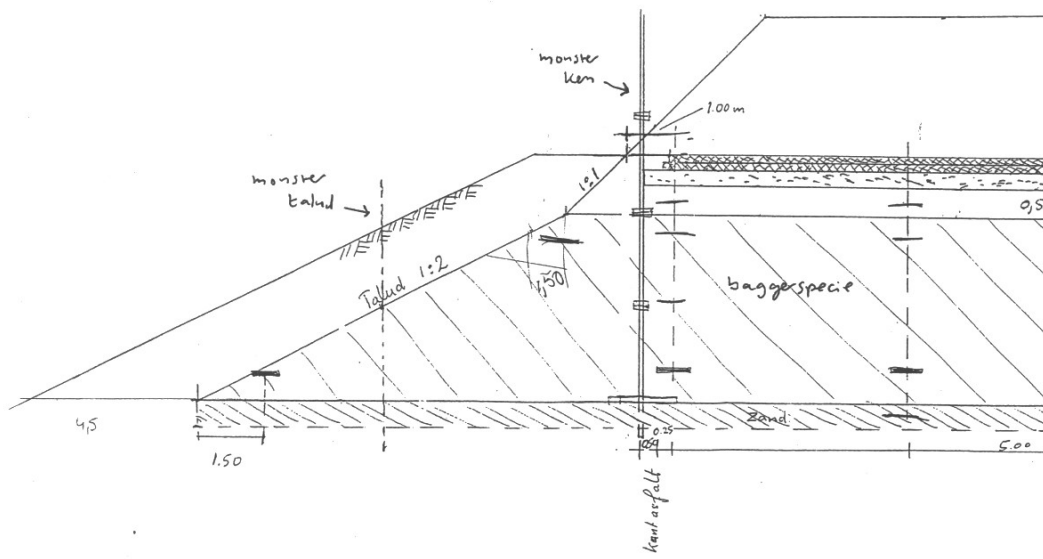 monster
kern
1.00 m
monster
talud
1:1
0,5
Talud 1:2
1,50
baggerspecie
zand
4,5
0.25
1.50
5.00
kant asfalt